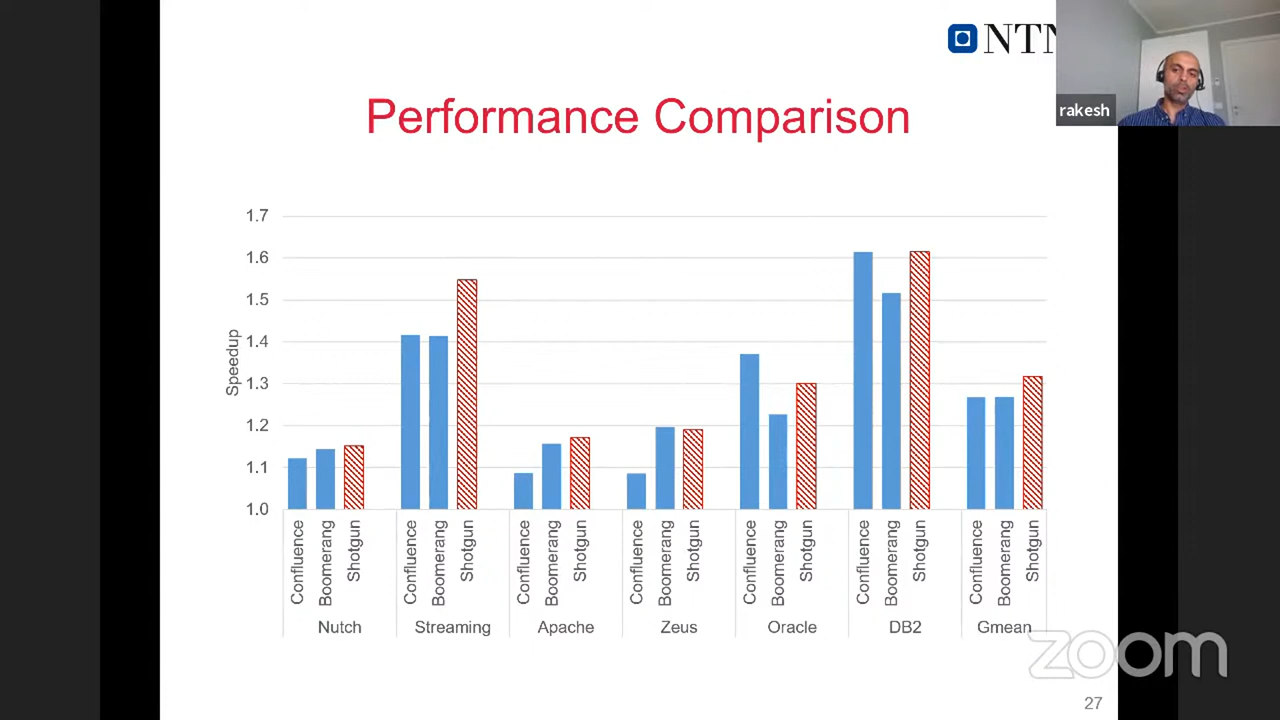 NTN
rakesh
Performance Comparison
1.7
1.6
1.5
1.4
1.3
1.2
1.1
1.0
Speedup
Confluence Boomerang Shotgun Confluence Boomerang Shotgun Confluence Boomerang Shotgun Confluence Boomerang Shotgun Confluence Boomerang Shotgun Confluence Boomerang Shotgun Confluence Boomerang Shotgun
Nutch Streaming Apache Zeus Oracle DB2 Gmean
zoom
27